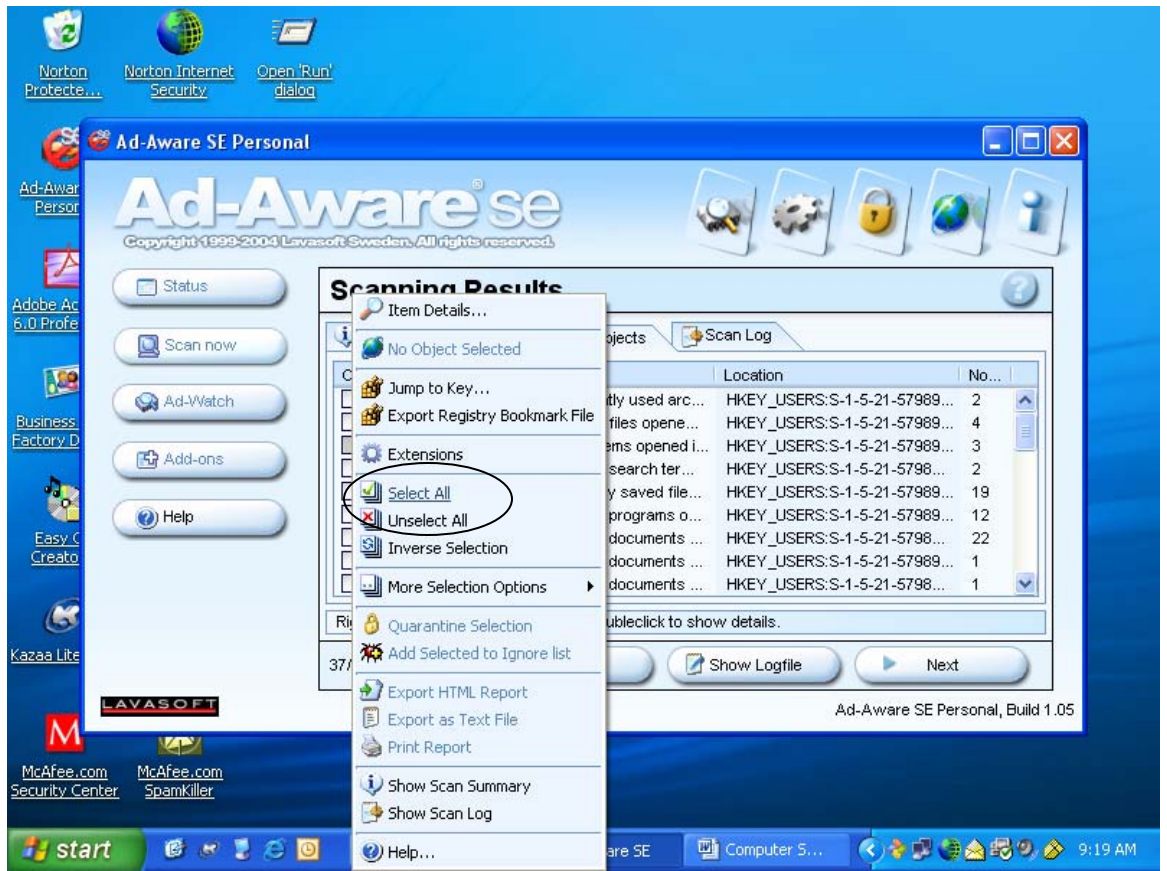 Norton Protecte...
Norton Internet Security
Open 'Run' dialog
Ad-Aware SE Personal
Ad-Awar
Person
Adobe Ac
6.0 Profe
Business
Factory D
Easy C
Creato
Kazaa Lite
McAfee.com Security Center
McAfee.com SpamKiller
Ad-Aware se
Copyright 1999-2004 Lavasoft Sweden. All rights reserved.
Status
Scan now
Ad-Watch
Add-ons
Help
LAVASOFT
Scanning Results
Scan Log
bjects
Location
No...
tly used arc... HKEY_USERS:S-1-5-21-57989... 2
files opene... HKEY_USERS:S-1-5-21-57989... 4
ems opened i... HKEY_USERS:S-1-5-21-57989... 3
search ter... HKEY_USERS:S-1-5-21-5798... 2
y saved file... HKEY_USERS:S-1-5-21-57989... 19
programs o... HKEY_USERS:S-1-5-21-57989... 12
documents ... HKEY_USERS:S-1-5-21-5798... 22
documents ... HKEY_USERS:S-1-5-21-5798... 1
documents ... HKEY_USERS:S-1-5-21-5798... 1
Ri
ubleclick to show details.
37/
Show Logfile
Next
Ad-Aware SE Personal, Build 1.05
Item Details...
No Object Selected
Jump to Key...
Export Registry Bookmark File
Extensions
Select All
Unselect All
Inverse Selection
More Selection Options
Quarantine Selection
Add Selected to Ignore list
Export HTML Report
Export as Text File
Print Report
Show Scan Summary
Show Scan Log
Help...
start
are SE
Computer S...
9:19 AM